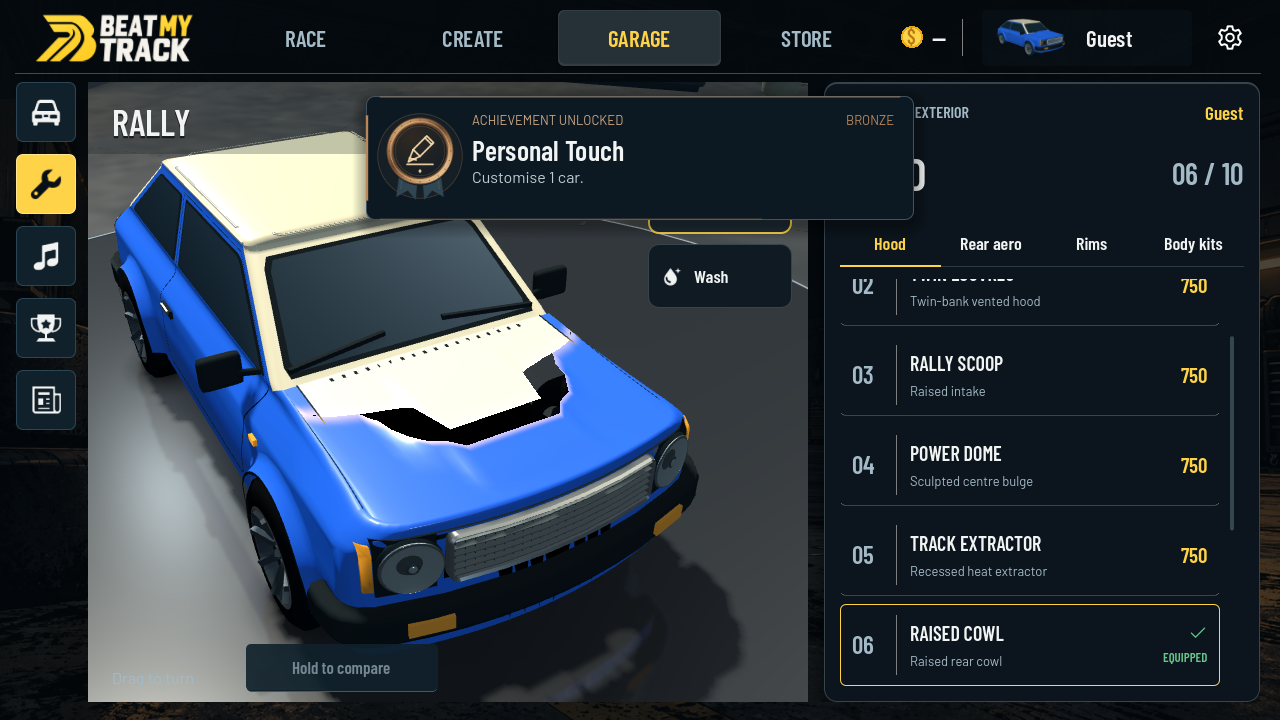 BEATMY
TRACK
RACE
CREATE
GARAGE
STORE
–
Guest
RALLY
ACHIEVEMENT UNLOCKED
BRONZE
Personal Touch
Customise 1 car.
EXTERIOR
Guest
06 / 10
Wash
Hood
Rear aero
Rims
Body kits
02
Twin-bank vented hood
750
03
RALLY SCOOP
Raised intake
750
04
POWER DOME
Sculpted centre bulge
750
05
TRACK EXTRACTOR
Recessed heat extractor
750
06
RAISED COWL
Raised rear cowl
EQUIPPED
Hold to compare
Drag to turn